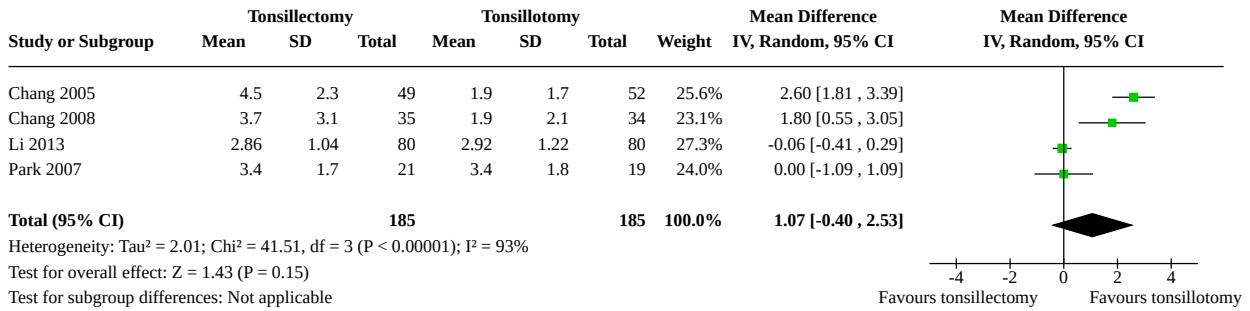 Tonsillectomy Tonsillotomy Mean Difference Mean Difference
Study or Subgroup Mean SD Total Mean SD Total Weight IV, Random, 95% CI IV, Random, 95% CI
Chang 2005 4.5 2.3 49 1.9 1.7 52 25.6% 2.60 [1.81 , 3.39]
Chang 2008 3.7 3.1 35 1.9 2.1 34 23.1% 1.80 [0.55 , 3.05]
Li 2013 2.86 1.04 80 2.92 1.22 80 27.3% -0.06 [-0.41 , 0.29]
Park 2007 3.4 1.7 21 3.4 1.8 19 24.0% 0.00 [-1.09 , 1.09]
Total (95% CI) 185 185 100.0% 1.07 [-0.40 , 2.53]
Heterogeneity: Tau² = 2.01; Chi² = 41.51, df = 3 (P < 0.00001); I² = 93%
Test for overall effect: Z = 1.43 (P = 0.15) -4 -2 0 2 4
Test for subgroup differences: Not applicable Favours tonsillectomy Favours tonsillotomy